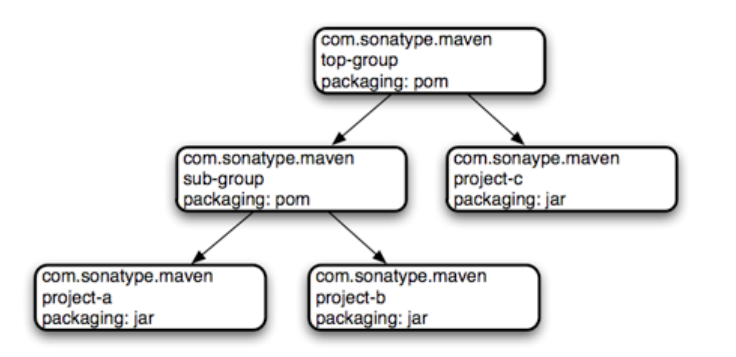 com.sonatype.maven
top-group
packaging: pom
com.sonatype.maven
sub-group
packaging: pom
com.sonaype.maven
project-c
packaging: jar
com.sonatype.maven
project-a
packaging: jar
com.sonatype.maven
project-b
packaging: jar